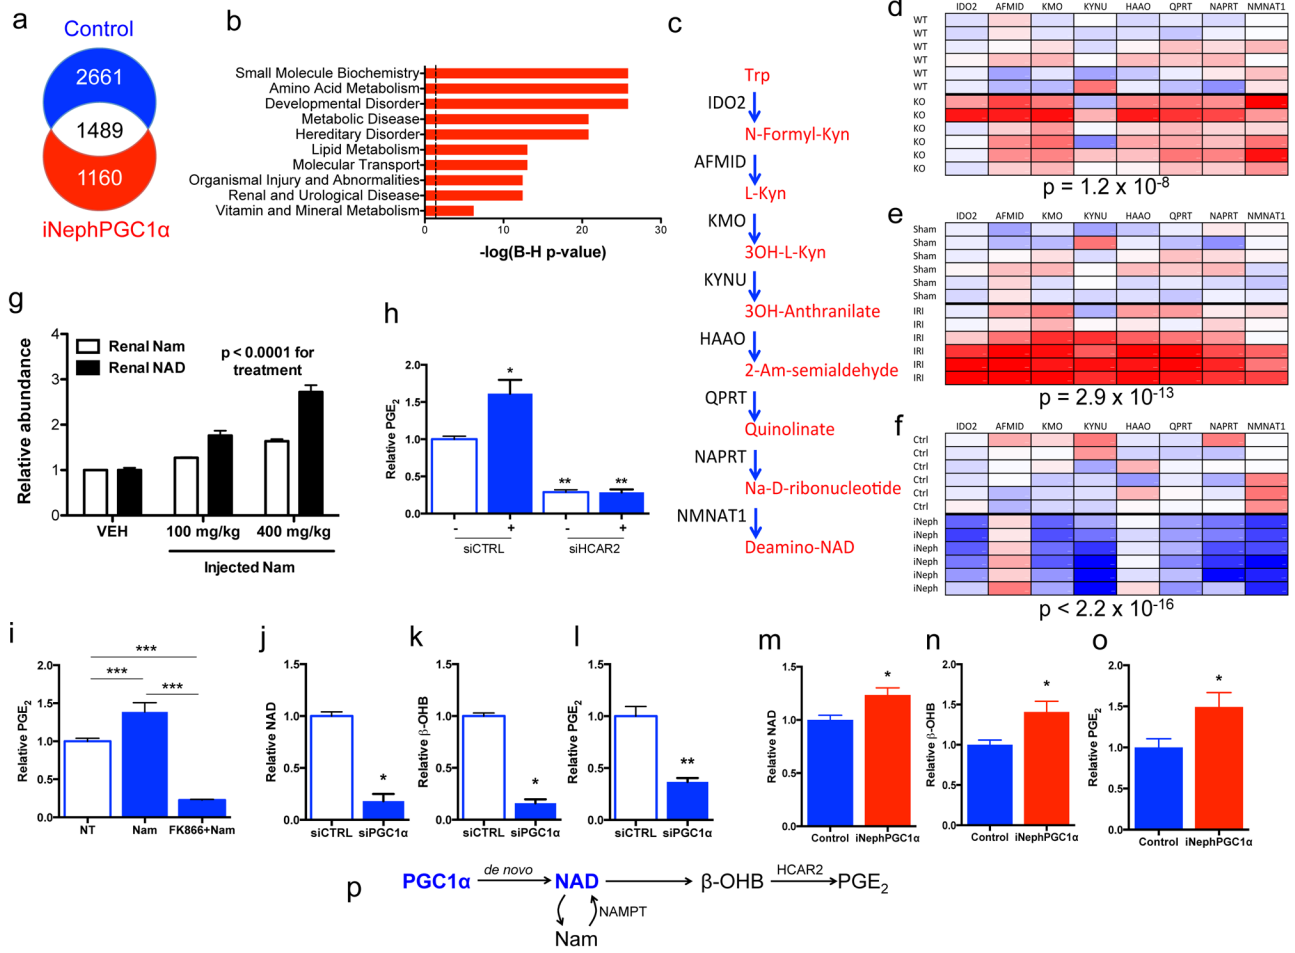 a
Control
2661
1489
1160
iNephPGC1α
b
Small Molecule Biochemistry
Amino Acid Metabolism
Developmental Disorder
Metabolic Disease
Hereditary Disorder
Lipid Metabolism
Molecular Transport
Organismal Injury and Abnormalities
Renal and Urological Disease
Vitamin and Mineral Metabolism
0 10 20 30
-log(B-H p-value)
c
Trp
IDO2
N-Formyl-Kyn
AFMID
L-Kyn
KMO
3OH-L-Kyn
KYNU
3OH-Anthranilate
HAAO
2-Am-semialdehyde
QPRT
Quinolinate
NAPRT
Na-D-ribonucleotide
NMNAT1
Deamino-NAD
d
IDO2 AFMID KMO KYNU HAAO QPRT NAPRT NMNAT1
WT
WT
WT
WT
WT
WT
KO
KO
KO
KO
KO
KO
p = 1.2 x 10-8
e
IDO2 AFMID KMO KYNU HAAO QPRT NAPRT NMNAT1
Sham
Sham
Sham
Sham
Sham
Sham
IRI
IRI
IRI
IRI
IRI
IRI
p = 2.9 x 10-13
f
IDO2 AFMID KMO KYNU HAAO QPRT NAPRT NMNAT1
Ctrl
Ctrl
Ctrl
Ctrl
Ctrl
Ctrl
iNeph
iNeph
iNeph
iNeph
iNeph
iNeph
p < 2.2 x 10-16
g
Relative abundance
4
3
2
1
0
Renal Nam
Renal NAD
p < 0.0001 for
treatment
VEH 100 mg/kg 400 mg/kg
Injected Nam
h
Relative PGE2
2.0
1.5
1.0
0.5
0.0
*
** **
- + - +
siCTRL siHCAR2
i
Relative PGE2
2.0
1.5
1.0
0.5
0.0
***
***
***
NT Nam FK866+Nam
j
Relative NAD
1.5
1.0
0.5
0.0
*
siCTRL siPGC1α
k
Relative β-OHB
1.5
1.0
0.5
0.0
*
siCTRL siPGC1α
l
Relative PGE2
1.5
1.0
0.5
0.0
**
siCTRL siPGC1α
m
Relative NAD
1.5
1.0
0.5
0.0
*
Control iNephPGC1α
n
Relative β-OHB
2.0
1.5
1.0
0.5
0.0
*
Control iNephPGC1α
o
Relative PGE2
2.0
1.5
1.0
0.5
0.0
*
Control iNephPGC1α
p
PGC1α de novo NAD β-OHB HCAR2 PGE2
NAMPT
Nam